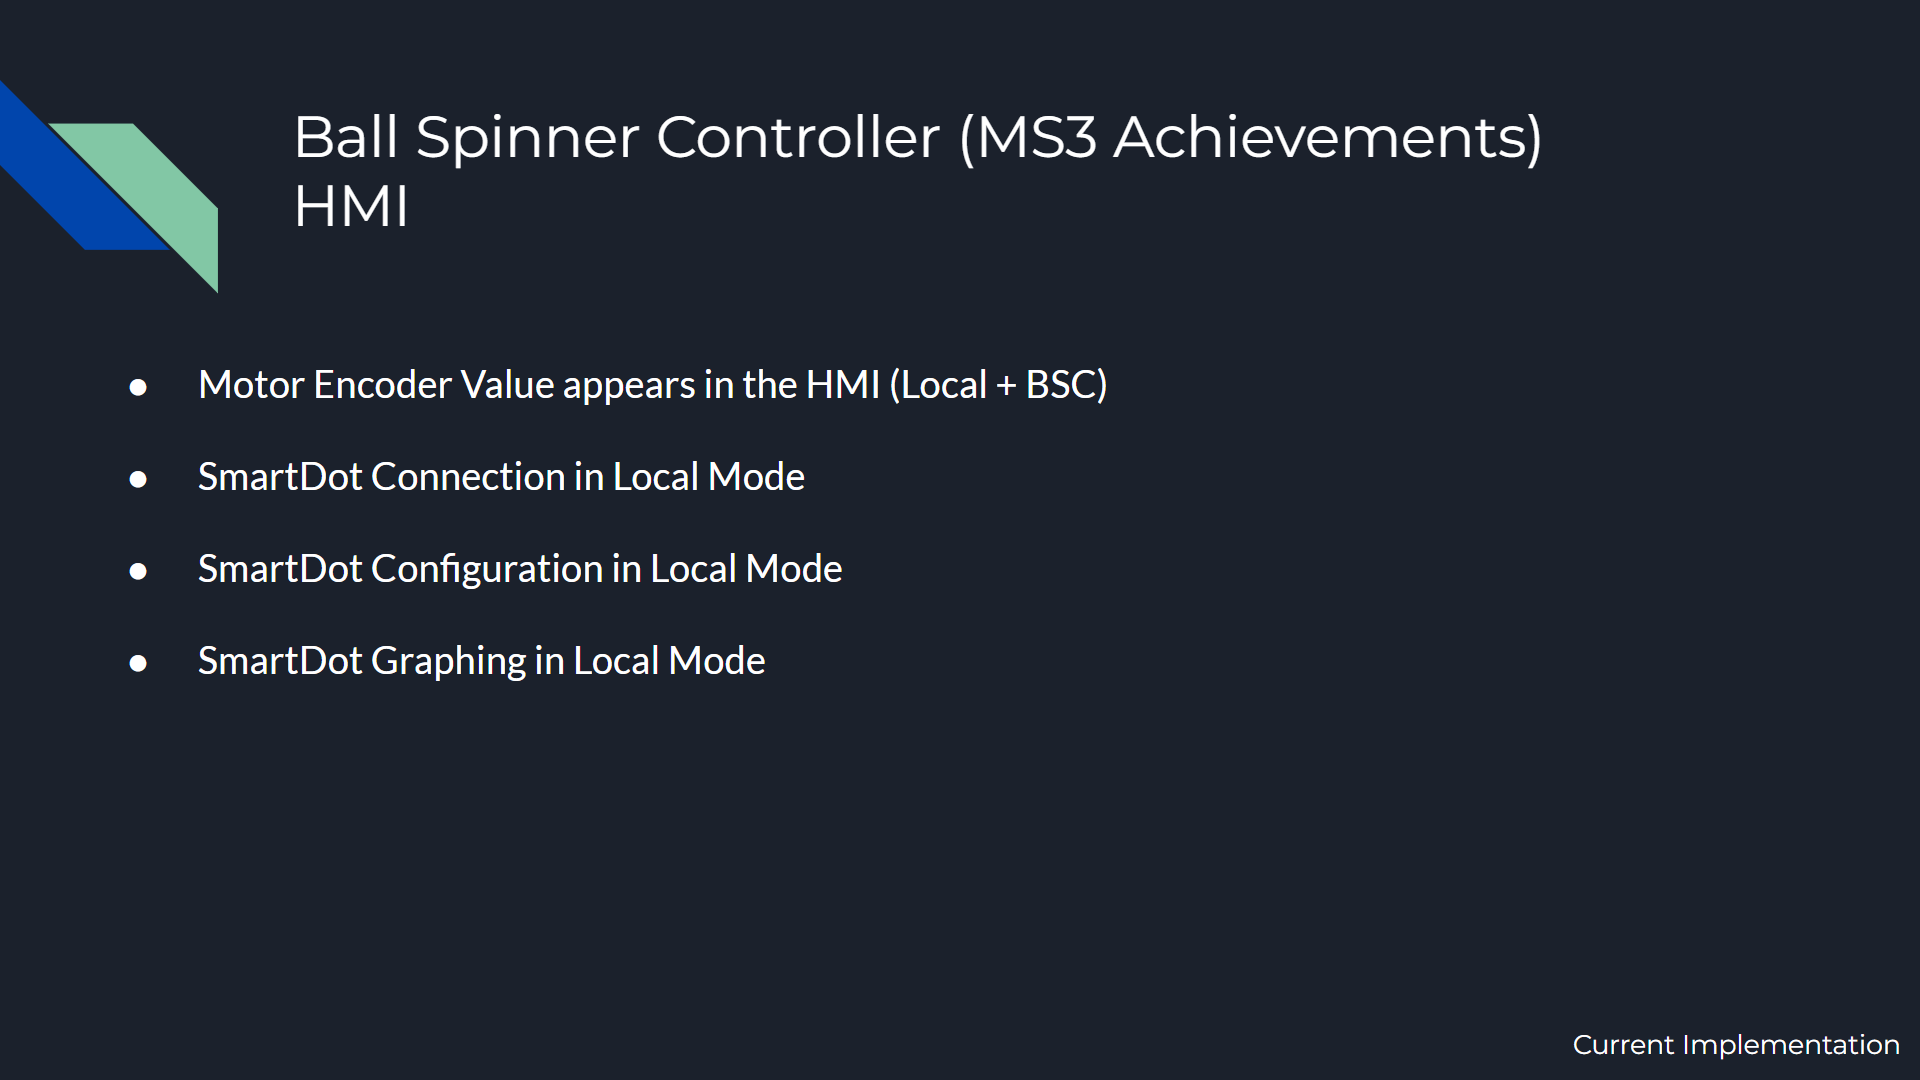 Ball Spinner Controller (MS3 Achievements)
HMI
● Motor Encoder Value appears in the HMI (Local + BSC)
● SmartDot Connection in Local Mode
● SmartDot Configuration in Local Mode
● SmartDot Graphing in Local Mode
Current Implementation